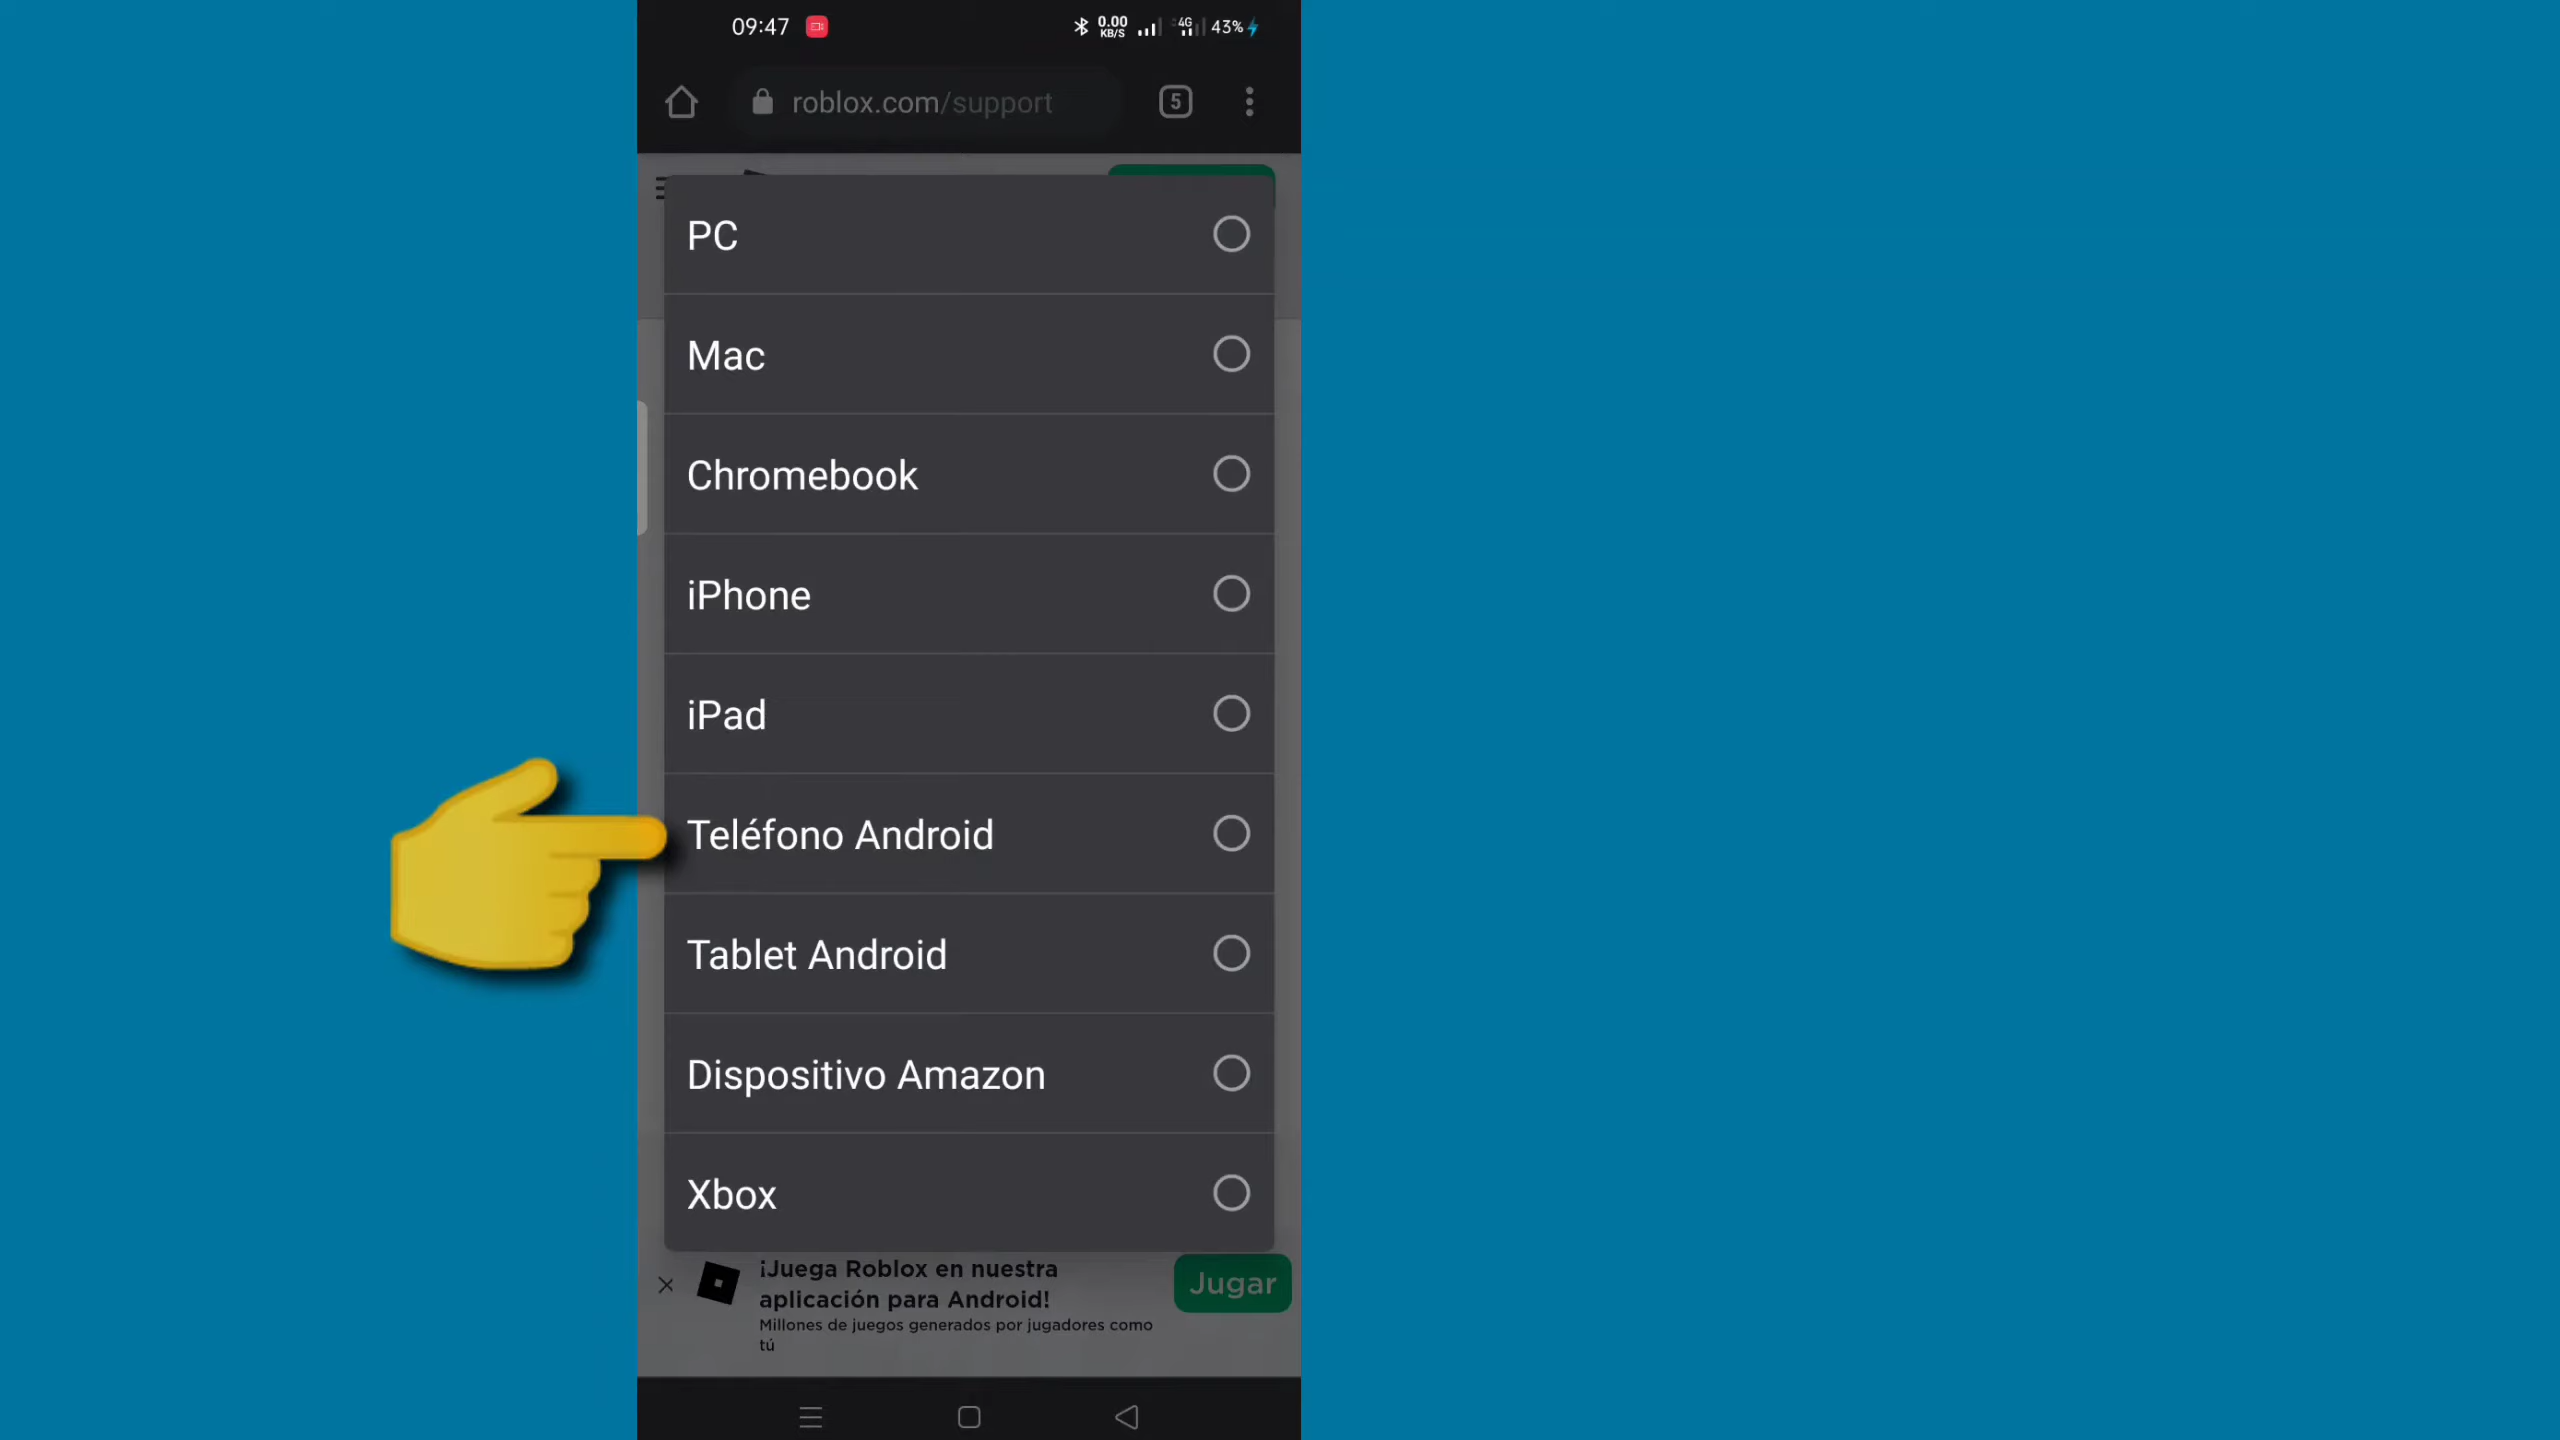 09:47
0.00
KB/S
4G
43%
roblox.com/support
5
PC
Mac
Chromebook
iPhone
iPad
Teléfono Android
Tablet Android
Dispositivo Amazon
Xbox
¡Juega Roblox en nuestra
aplicación para Android!
Jugar
Millones de juegos generados por jugadores como
tú